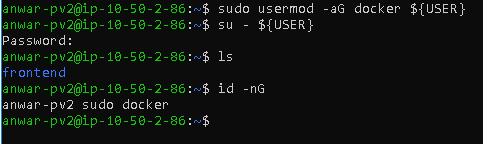 anwar-pv2@ip-10-50-2-86:~$ sudo usermod -aG docker ${USER}
anwar-pv2@ip-10-50-2-86:~$ su - ${USER}
Password:
anwar-pv2@ip-10-50-2-86:~$ ls
frontend
anwar-pv2@ip-10-50-2-86:~$ id -nG
anwar-pv2 sudo docker
anwar-pv2@ip-10-50-2-86:~$